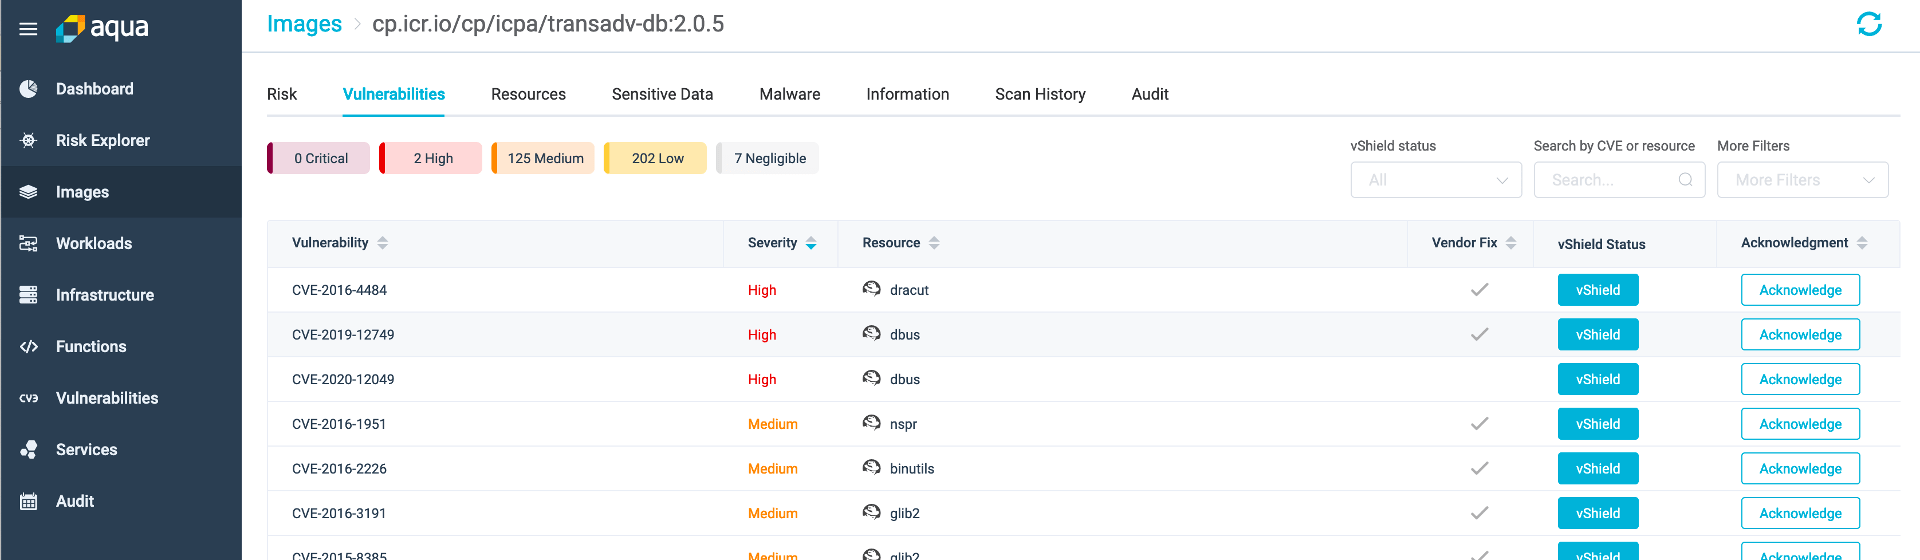 aqua
Images > cp.icr.io/cp/icpa/transadv-db:2.0.5
Dashboard
Risk Explorer
Images
Workloads
Infrastructure
Functions
CVE Vulnerabilities
Services
Audit
Risk Vulnerabilities Resources Sensitive Data Malware Information Scan History Audit
0 Critical 2 High 125 Medium 202 Low 7 Negligible
vShield status Search by CVE or resource More Filters
All Search... More Filters
Vulnerability Severity Resource Vendor Fix vShield Status Acknowledgment
CVE-2016-4484 High dracut vShield Acknowledge
CVE-2019-12749 High dbus vShield Acknowledge
CVE-2020-12049 High dbus vShield Acknowledge
CVE-2016-1951 Medium nspr vShield Acknowledge
CVE-2016-2226 Medium binutils vShield Acknowledge
CVE-2016-3191 Medium glib2 vShield Acknowledge
CVE-2015-8385 Medium glib2 vShield Acknowledge